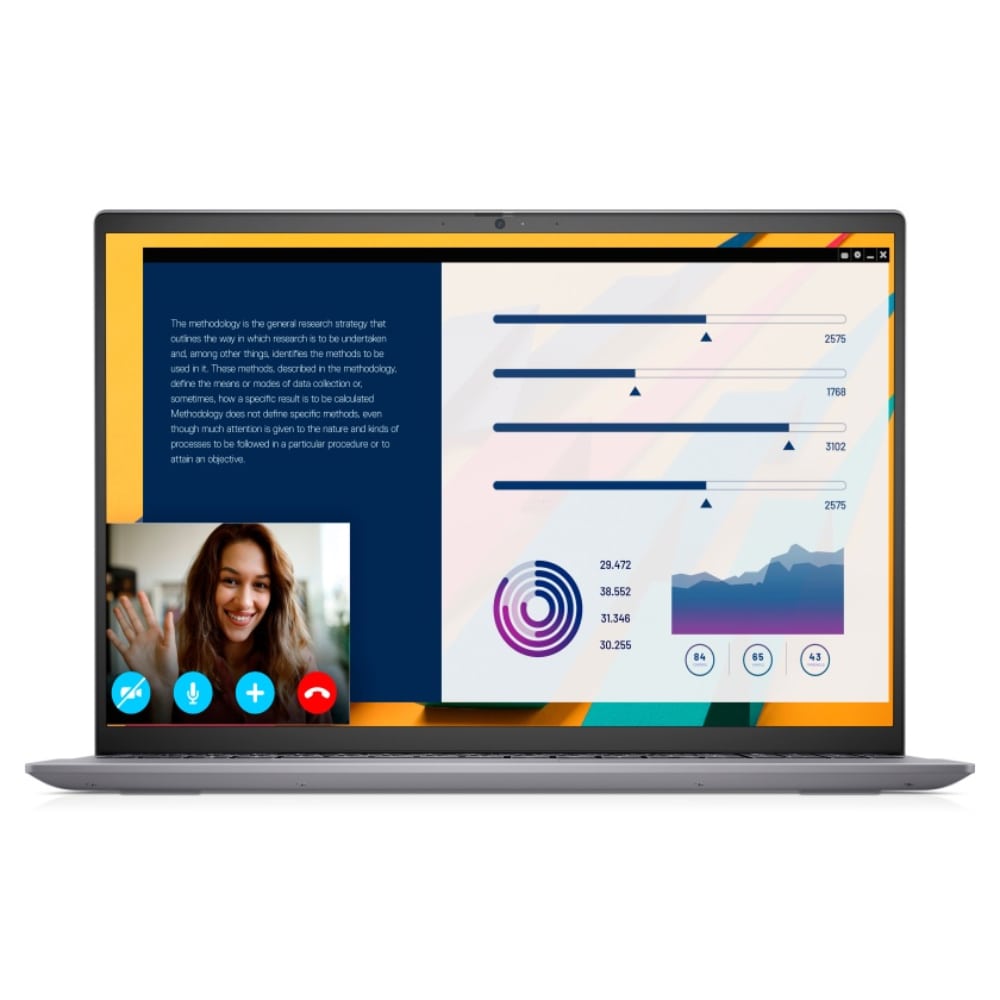 The methodology is the general research strategy that
outlines the way in which research is to be undertaken
and, among other things, identifies the methods to be
used in it. These methods, described in the methodology,
define the means or modes of data collection or,
sometimes, how a specific result is to be calculated
Methodology does not define specific methods, even
though much attention is given to the nature and kinds of
processes to be followed in a particular procedure or to
attain an objective.
2575
1768
3102
2575
29.472
38.552
31.346
30.255
84
65
43